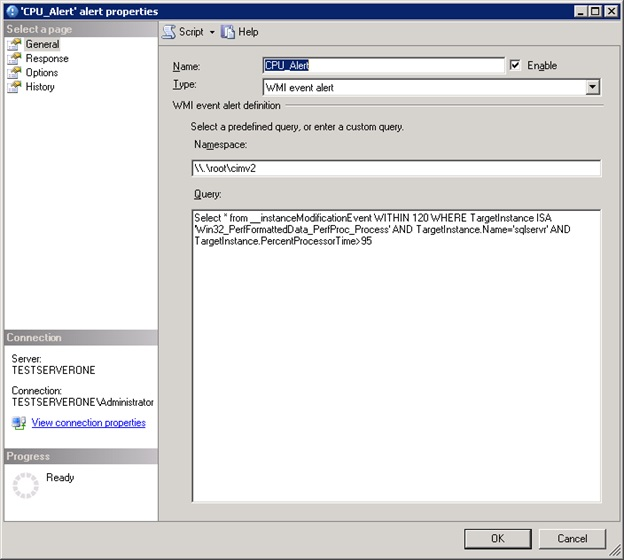 'CPU_Alert' alert properties
Select a page
General
Response
Options
History
Script
Help
Name:
CPU_Alert
Enable
Type:
WMI event alert
WMI event alert definition
Select a predefined query, or enter a custom query.
Namespace:
\\.\root\cimv2
Query:
Select * from __instanceModificationEvent WITHIN 120 WHERE TargetInstance ISA
'Win32_PerfFormattedData_PerfProc_Process' AND TargetInstance.Name='sqlservr' AND
TargetInstance.PercentProcessorTime>95
Connection
Server:
TESTSERVERONE
Connection:
TESTSERVERONE\Administrator
View connection properties
Progress
Ready
OK
Cancel